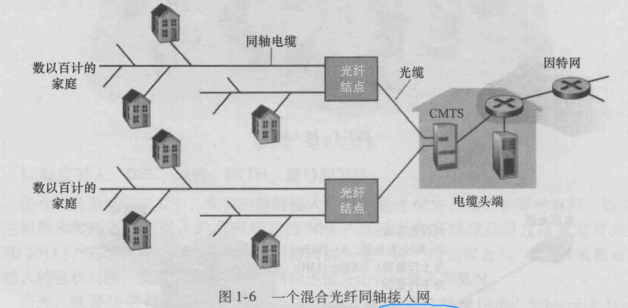 同轴电缆
数以百计的
家庭
光纤
结点
光缆
因特网
CMTS
数以百计的
家庭
光纤
结点
电缆头端
图 1-6 一个混合光纤同轴接入网